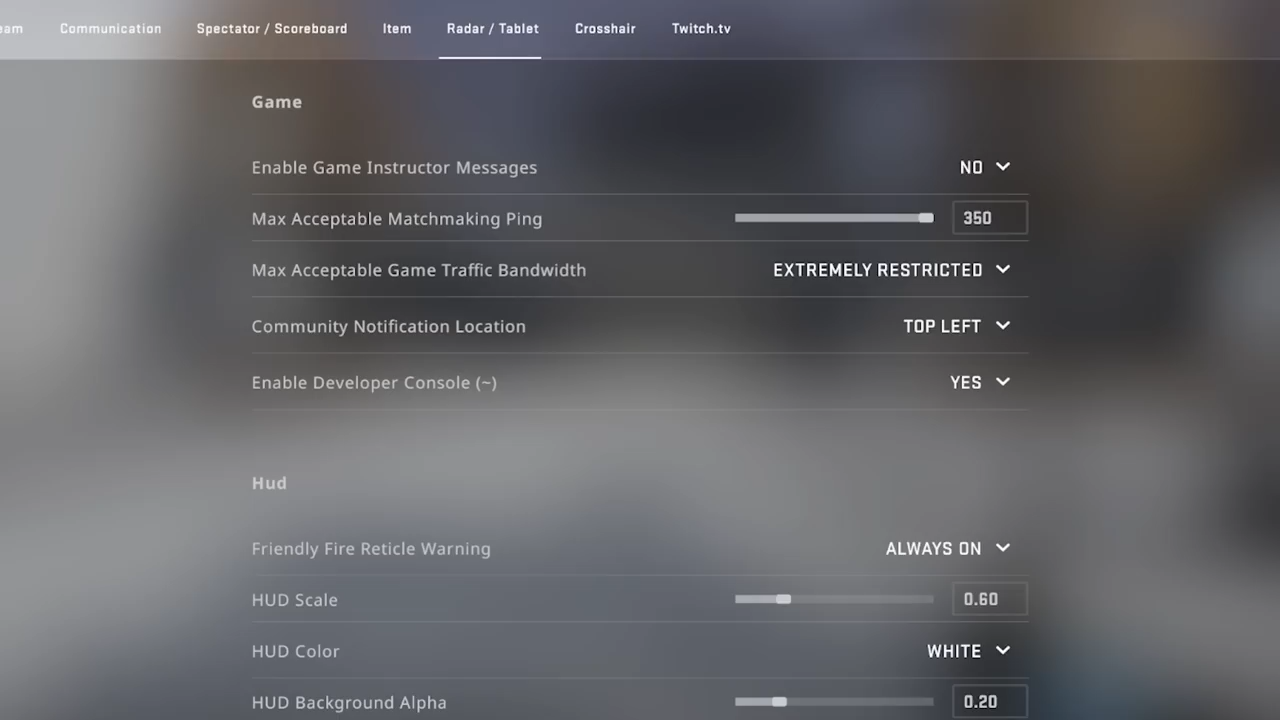 eam Communication Spectator / Scoreboard Item Radar / Tablet Crosshair Twitch.tv
Game
Enable Game Instructor Messages NO
Max Acceptable Matchmaking Ping 350
Max Acceptable Game Traffic Bandwidth EXTREMELY RESTRICTED
Community Notification Location TOP LEFT
Enable Developer Console (~) YES
Hud
Friendly Fire Reticle Warning ALWAYS ON
HUD Scale 0.60
HUD Color WHITE
HUD Background Alpha 0.20